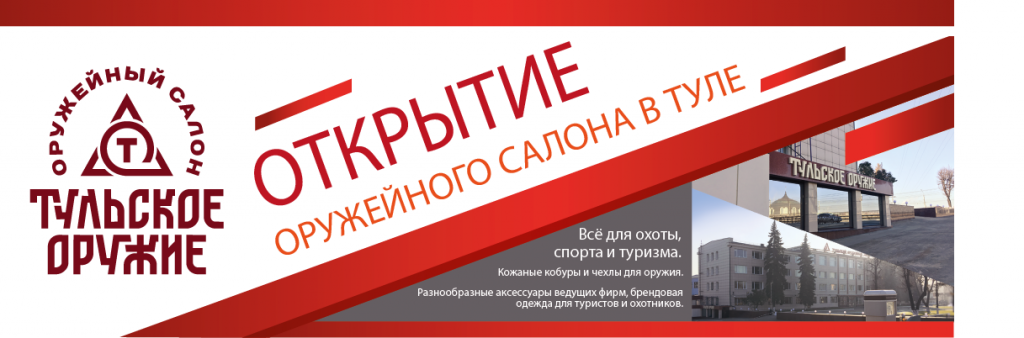 ОРУЖЕЙНЫЙ САЛОН
Т
ТУЛЬСКОЕ
ОРУЖИЕ
ОТКРЫТИЕ
ОРУЖЕЙНОГО САЛОНА В ТУЛЕ
ТУЛЬСКОЕ ОРУЖИЕ
Всё для охоты,
спорта и туризма.
Кожаные кобуры и чехлы для оружия.
Разнообразные аксессуары ведущих фирм, брендовая
одежда для туристов и охотников.